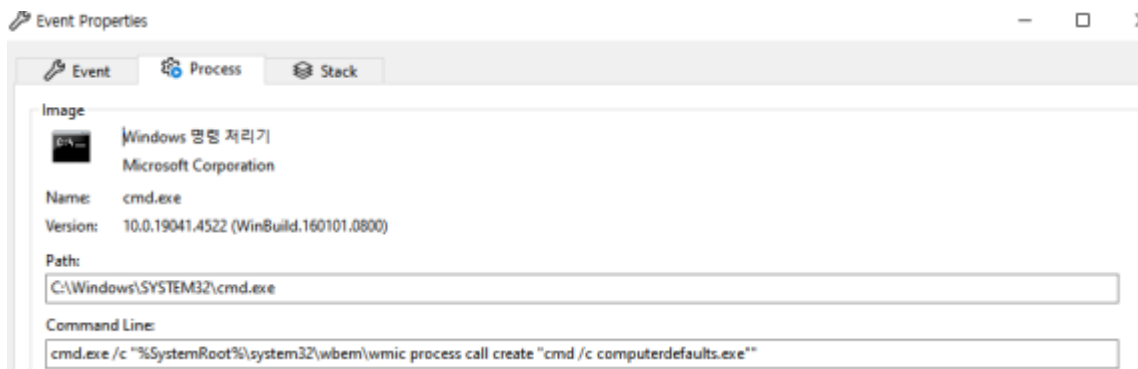 Event Properties
Event
Process
Stack
Image
Windows 명령 처리기
Microsoft Corporation
Name: cmd.exe
Version: 10.0.19041.4522 (WinBuild.160101.0800)
Path:
C:\Windows\SYSTEM32\cmd.exe
Command Line:
cmd.exe /c "%SystemRoot%\system32\wbem\wmic process call create "cmd /c computerdefaults.exe""